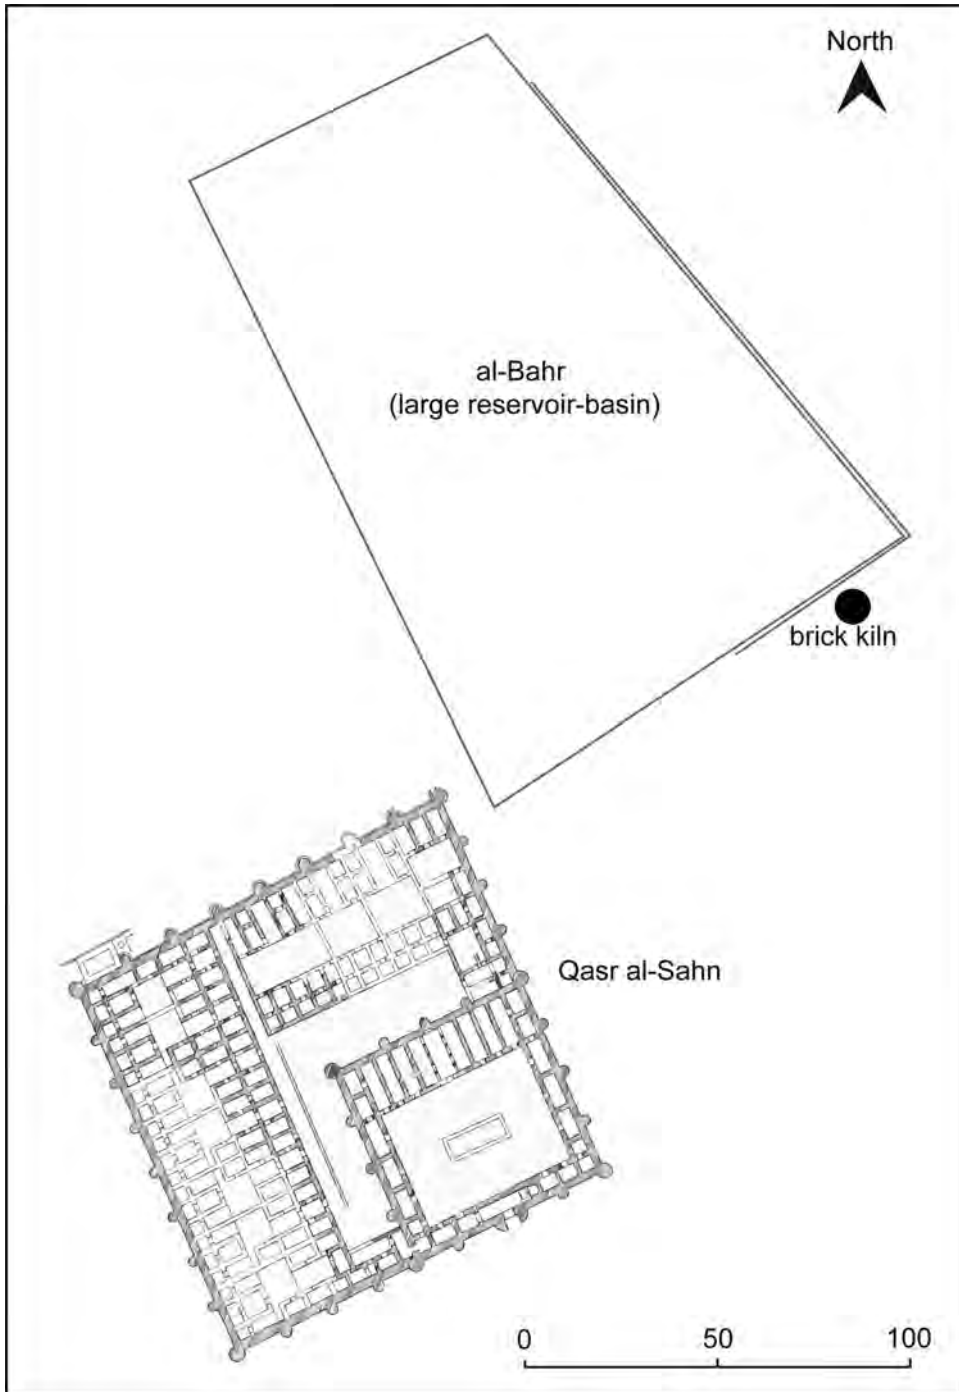 North
al-Bahr
(large reservoir-basin)
brick kiln
Qasr al-Sahn
0 50 100